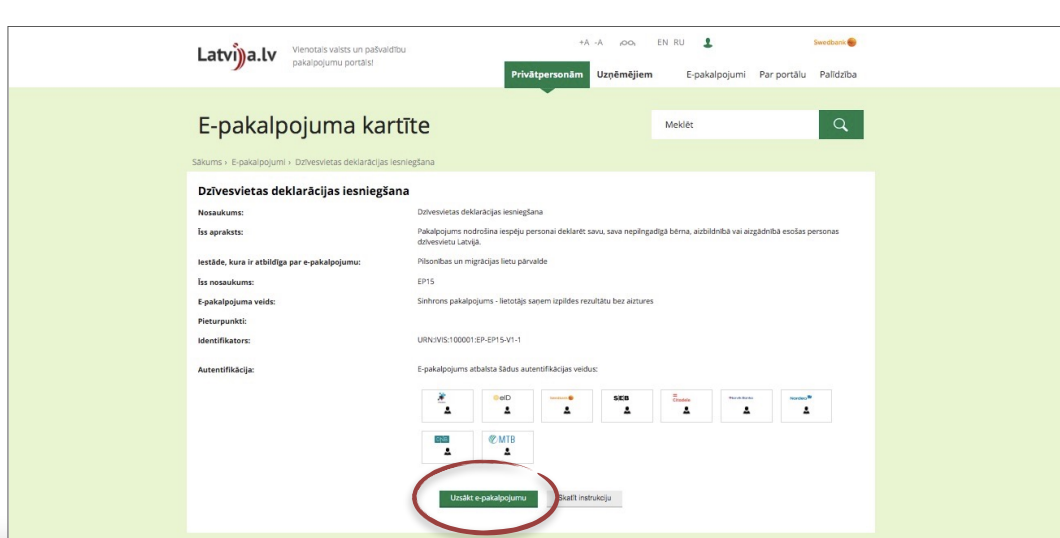 Latvija.lv
Vienotais valsts un pašvaldību
pakalpojumu portāls!
+A -A EN RU
Swedbank
Privātpersonām Uzņēmējiem E-pakalpojumi Par portālu Palīdzība
E-pakalpojuma kartīte
Meklēt
Sākums › E-pakalpojumi › Dzīvesvietas deklarācijas iesniegšana
Dzīvesvietas deklarācijas iesniegšana
Nosaukums: Dzīvesvietas deklarācijas iesniegšana
Īss apraksts: Pakalpojums nodrošina iespēju personai deklarēt savu, sava nepilngadīgā bērna, aizbildnībā vai aizgādnībā esošas personas
dzīvesvietu Latvijā.
Iestāde, kura ir atbildīga par e-pakalpojumu: Pilsonības un migrācijas lietu pārvalde
Īss nosaukums: EP15
E-pakalpojuma veids: Sinhrons pakalpojums - lietotājs saņem izpildes rezultātu bez aiztures
Pieturpunkti:
Identifikators: URN:IVIS:100001:EP-EP15-V1-1
Autentifikācija: E-pakalpojums atbalsta šādus autentifikācijas veidus:
eID Swedbank SEB Citadele Nordea
MTB
Uzsākt e-pakalpojumu Skatīt instrukciju